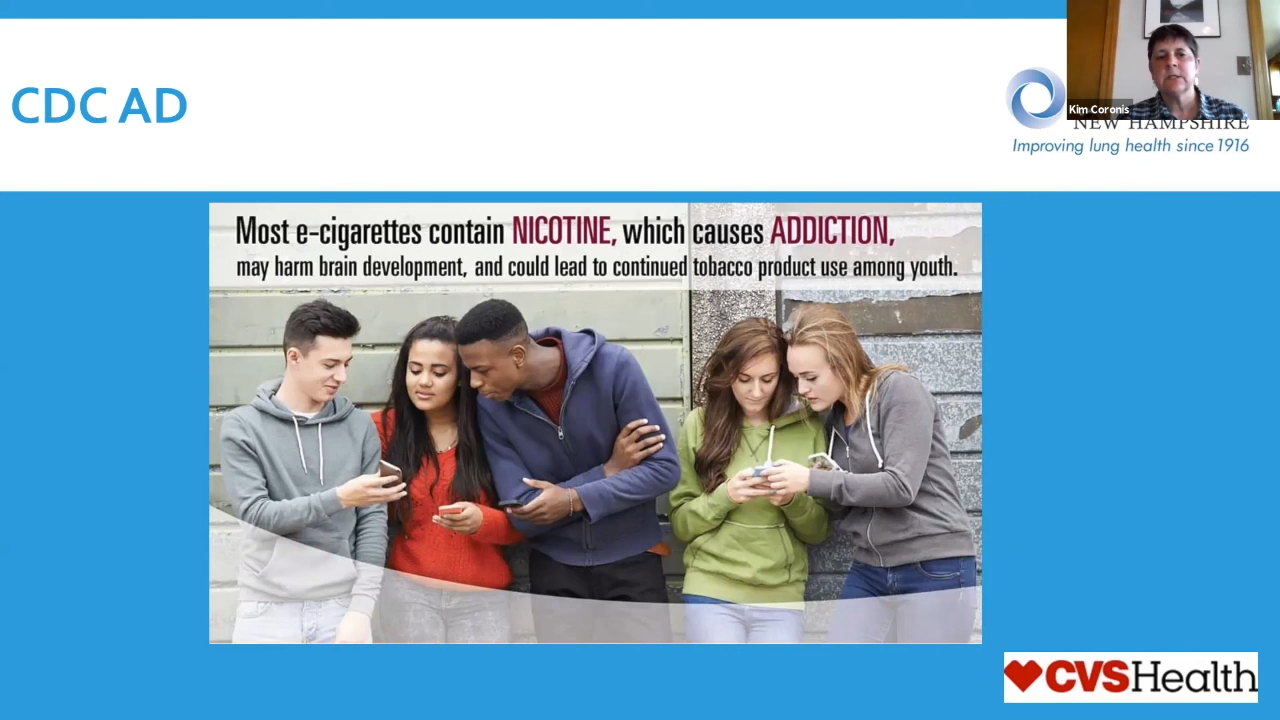 CDC AD
Kim Coronis
NEW HAMPSHIRE
Improving lung health since 1916
Most e-cigarettes contain NICOTINE, which causes ADDICTION,
may harm brain development, and could lead to continued tobacco product use among youth.
CVSHealth